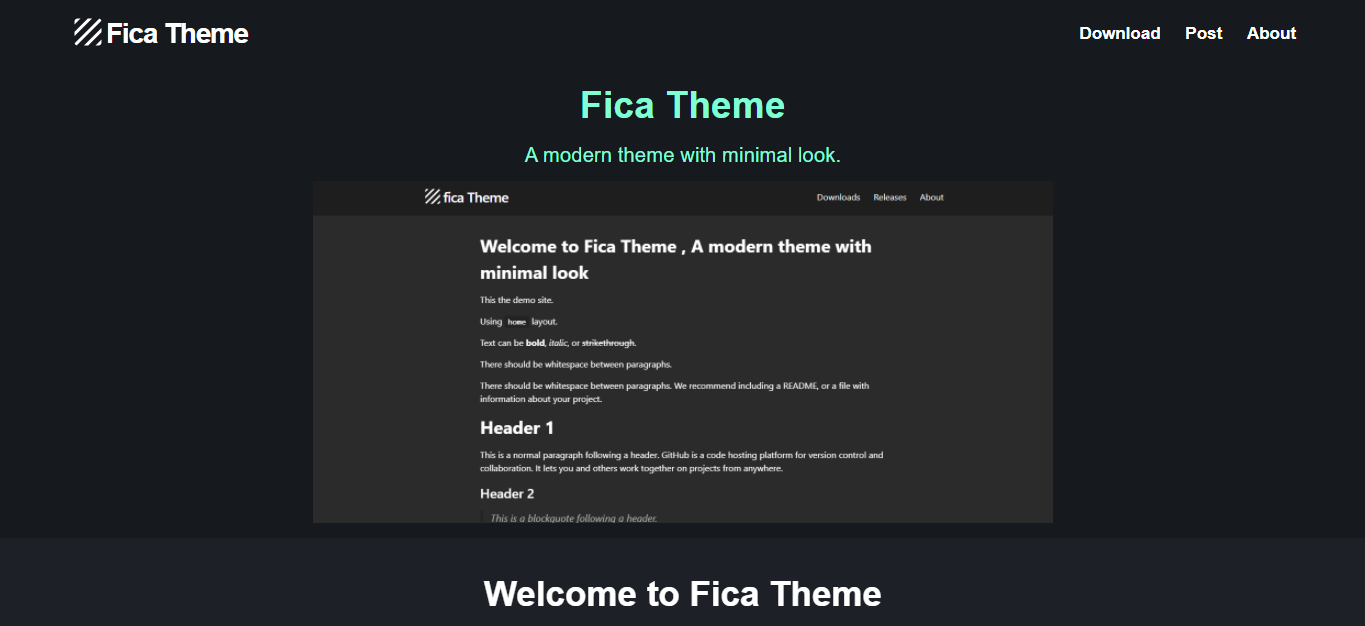 Fica Theme
Download Post About
Fica Theme
A modern theme with minimal look.
fica Theme
Downloads Releases About
Welcome to Fica Theme , A modern theme with
minimal look
This the demo site.
Using home layout.
Text can be bold, italic, or strikethrough.
There should be whitespace between paragraphs.
There should be whitespace between paragraphs. We recommend including a README, or a file with
information about your project.
Header 1
This is a normal paragraph following a header. GitHub is a code hosting platform for version control and
collaboration. It lets you and others work together on projects from anywhere.
Header 2
This is a blockquote following a header.
Welcome to Fica Theme